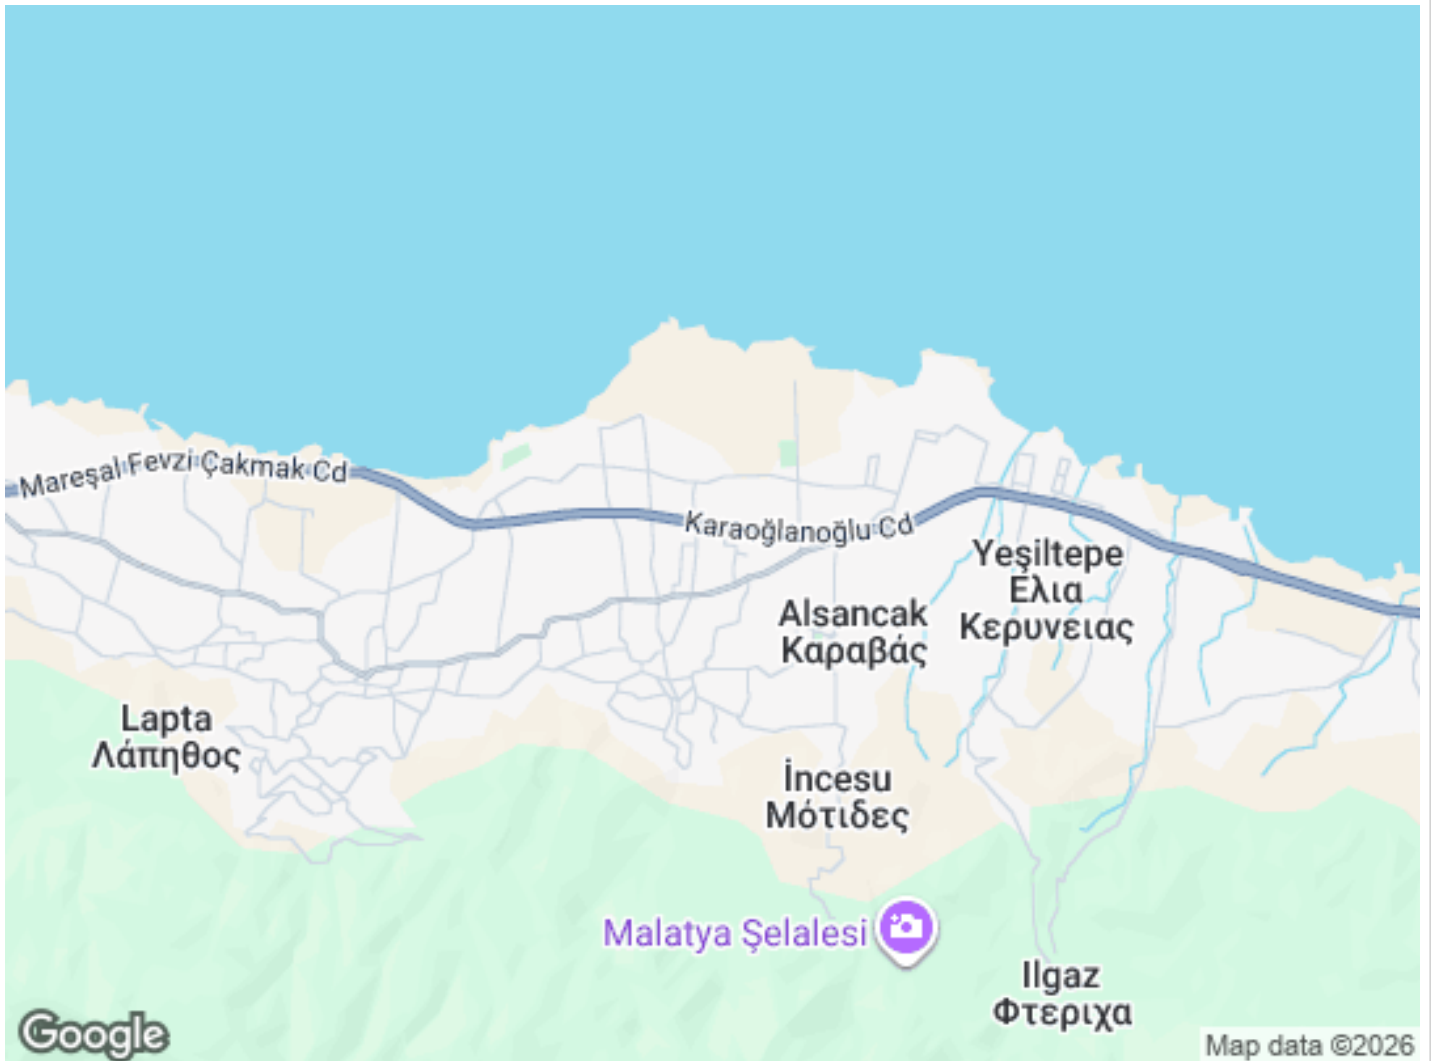 Mareşal Fevzi Çakmak Cd
Karaoğlanoğlu Cd
Yeşiltepe
Ελια
Κερυνειας
Alsancak
Καραβάς
Lapta
Λάπηθος
İncesu
Μότιδες
Malatya Şelalesi
Ilgaz
Φτεριχα
Google
Map data ©2026